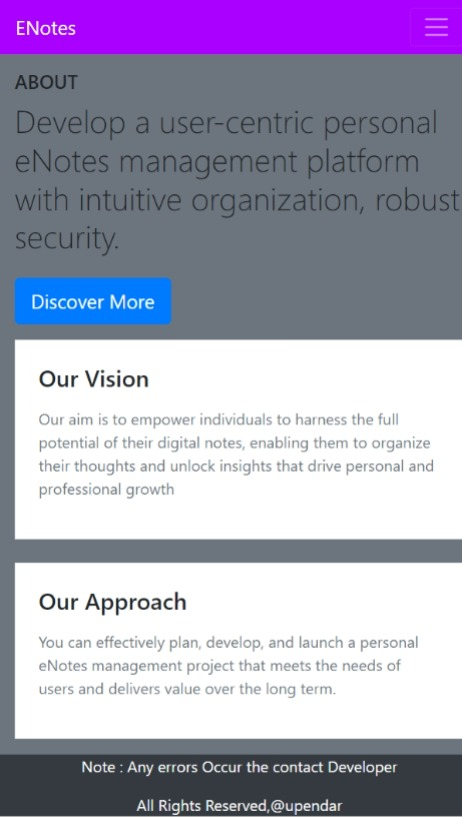 ENotes
ABOUT
Develop a user-centric personal
eNotes management platform
with intuitive organization, robust
security.
Discover More
Our Vision
Our aim is to empower individuals to harness the full
potential of their digital notes, enabling them to organize
their thoughts and unlock insights that drive personal and
professional growth
Our Approach
You can effectively plan, develop, and launch a personal
eNotes management project that meets the needs of
users and delivers value over the long term.
Note : Any errors Occur the contact Developer
All Rights Reserved,@upendar